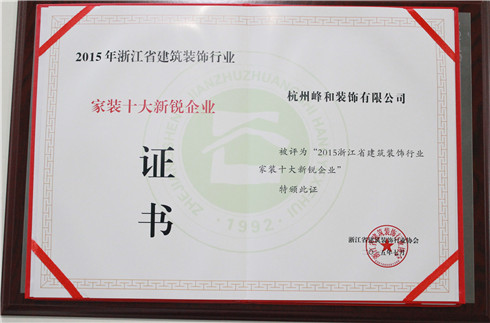 2015年浙江省建筑装饰行业
家装十大新锐企业
证
书
杭州峰和装饰有限公司
被评为“2015浙江省建筑装饰行业
家装十大新锐企业”
特颁此证
浙江省建筑装饰行业协会
·1992·